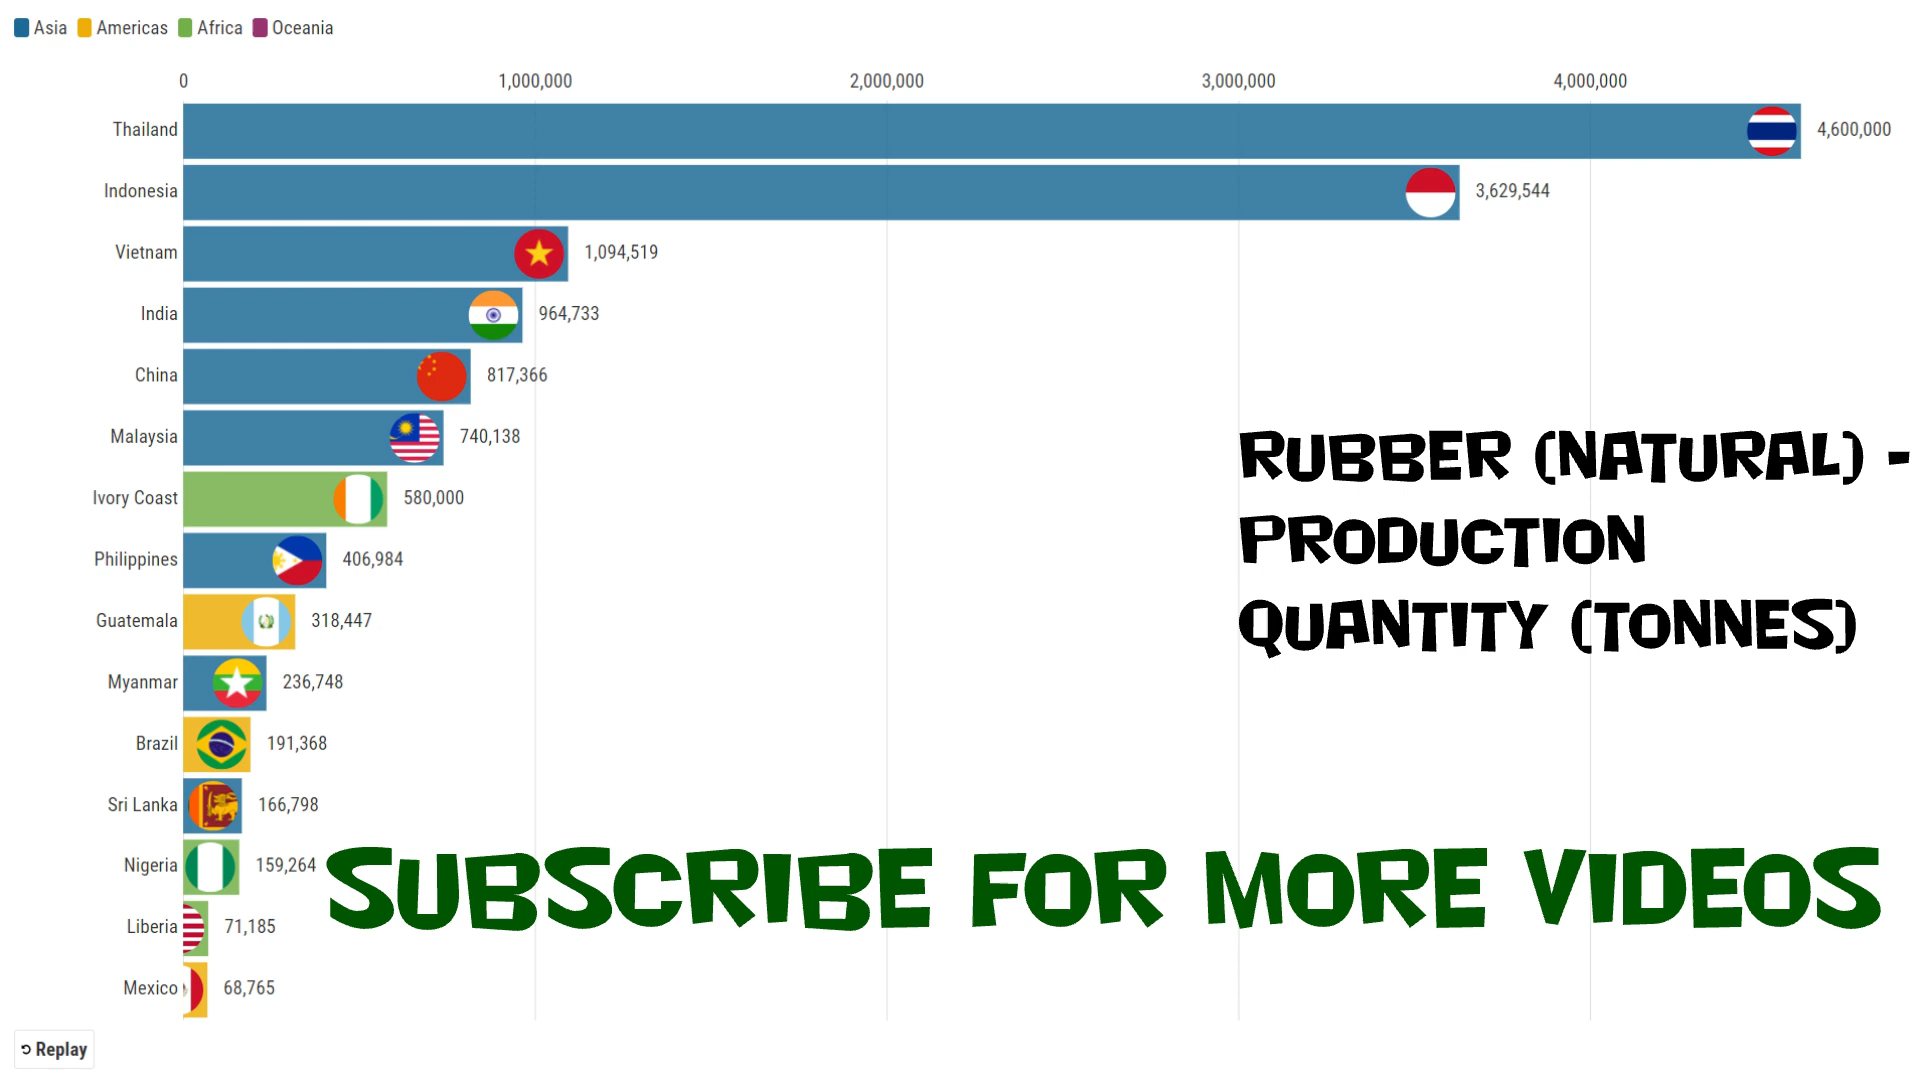 Asia Americas Africa Oceania
0 1,000,000 2,000,000 3,000,000 4,000,000
Thailand 4,600,000
Indonesia 3,629,544
Vietnam 1,094,519
India 964,733
China 817,366
Malaysia 740,138
RUBBER (NATURAL) -
Ivory Coast 580,000
PRODUCTION
Philippines 406,984
Guatemala 318,447
QUANTITY (TONNES)
Myanmar 236,748
Brazil 191,368
Sri Lanka 166,798
Nigeria 159,264
SUBSCRIBE FOR MORE VIDEOS
Liberia 71,185
Mexico 68,765
Replay